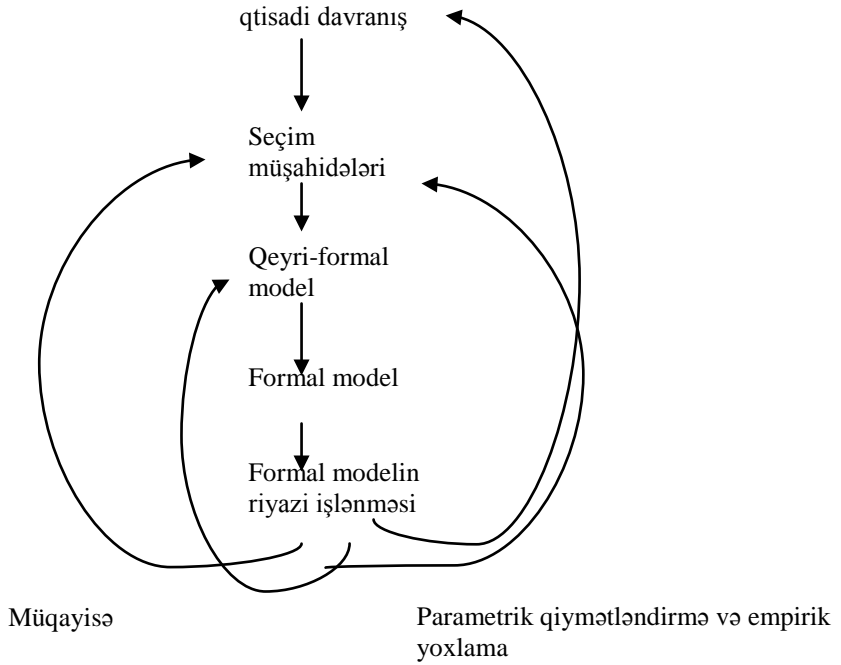 qtisadi davranış
Seçim
müşahidələri
Qeyri-formal
model
Formal model
Formal modelin
riyazi işlənməsi
Müqayisə
Parametrik qiymətləndirmə və empirik
yoxlama